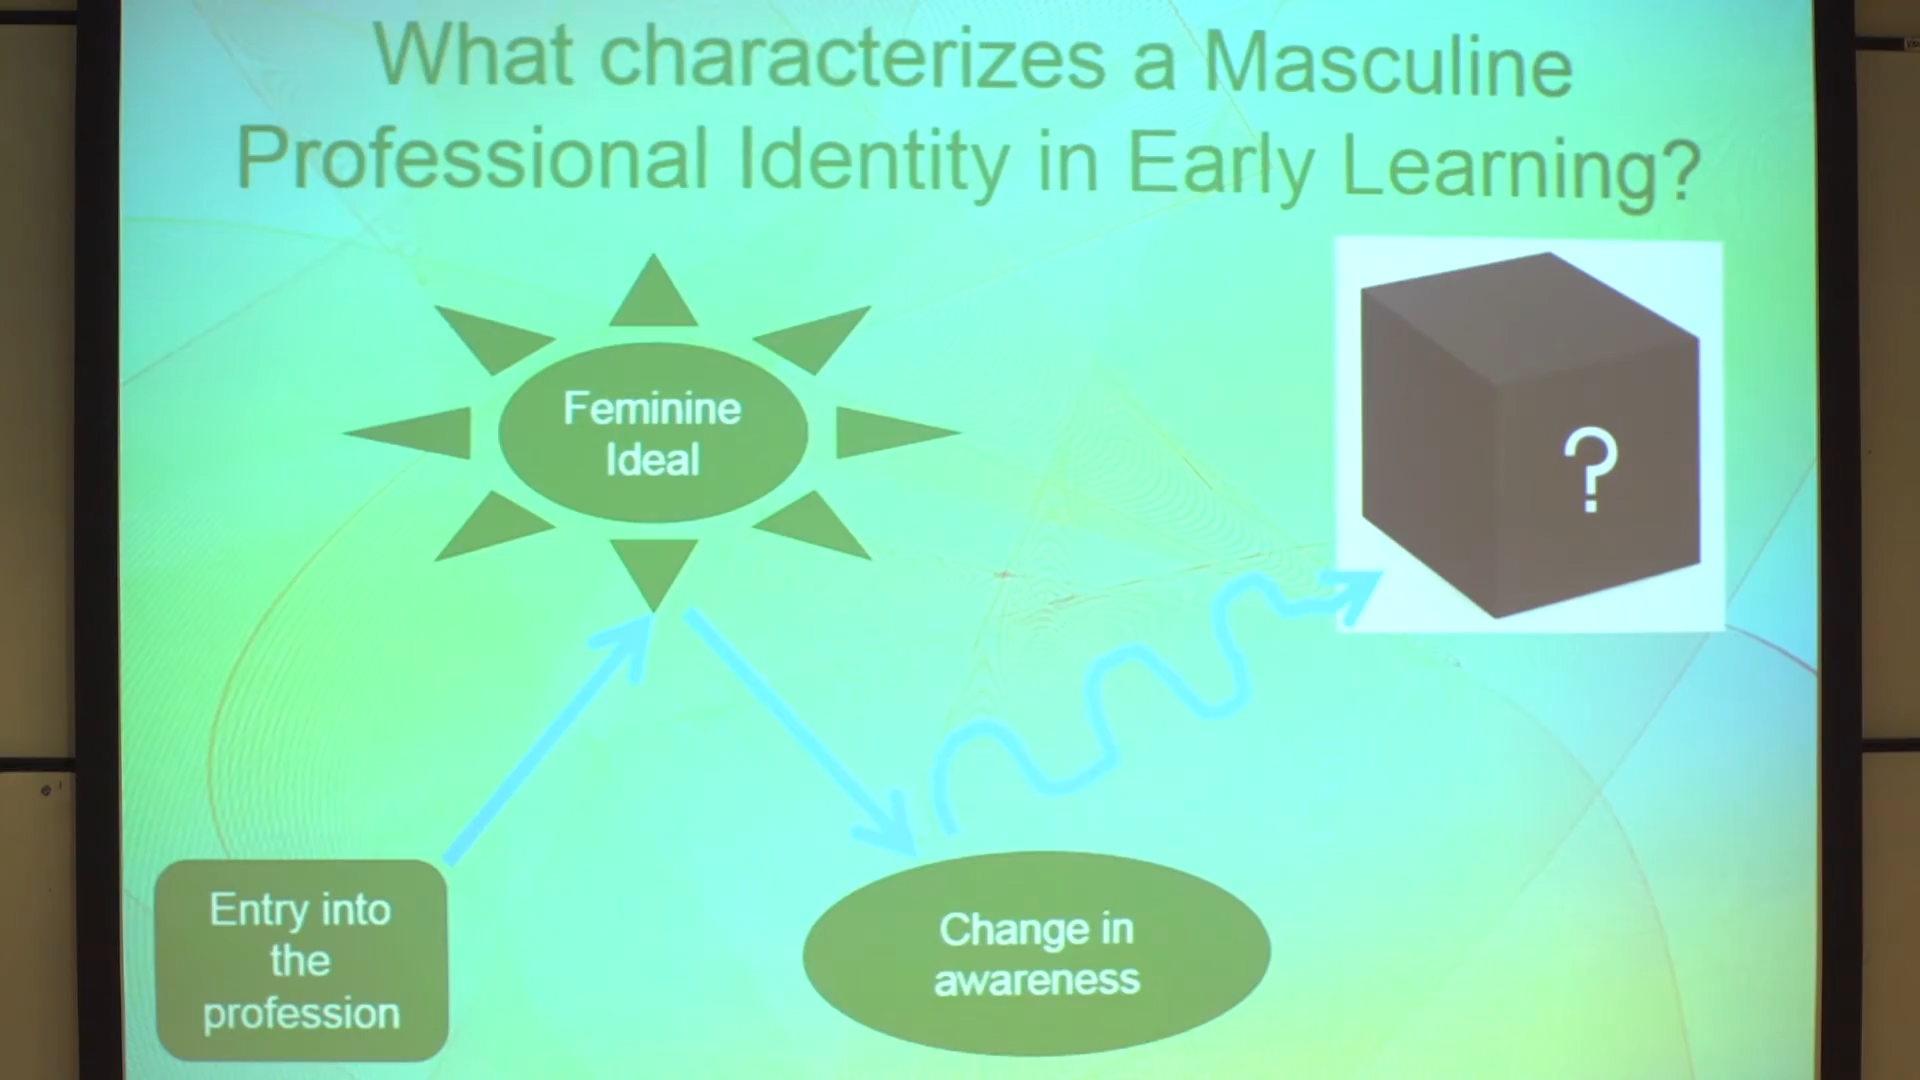 What characterizes a Masculine
Professional Identity in Early Learning?
Feminine
Ideal
?
Entry into
the
profession
Change in
awareness